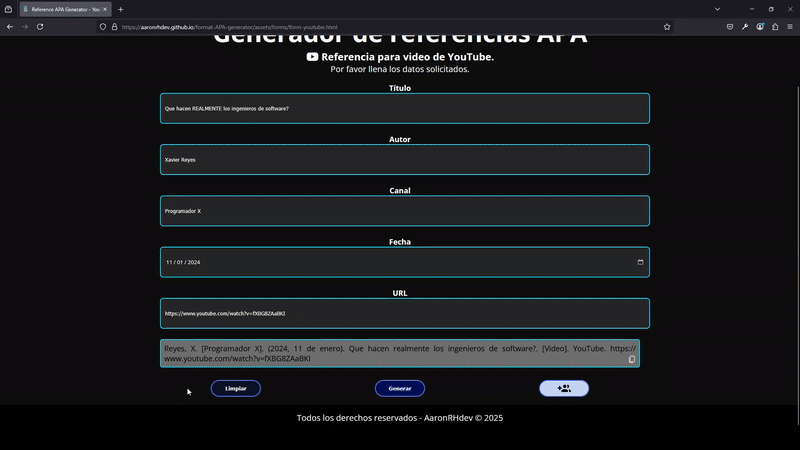 Reference APA Generator - You
https://aaronrhdev.github.io/format-APA-generator/assets/forms/form-youtube.html
Generador de referencias APA
Referencia para video de YouTube.
Por favor llena los datos solicitados.
Título
Que hacen REALMENTE los ingenieros de software?
Autor
Xavier Reyes
Canal
Programador X
Fecha
11 / 01 / 2024
URL
https://www.youtube.com/watch?v=fXBG8ZAaBKI
Reyes, X. [Programador X]. (2024, 11 de enero). Que hacen realmente los ingenieros de software?. [Video]. YouTube. https://
www.youtube.com/watch?v=fXBG8ZAaBKI
Limpiar
Generar
Todos los derechos reservados - AaronRHdev © 2025